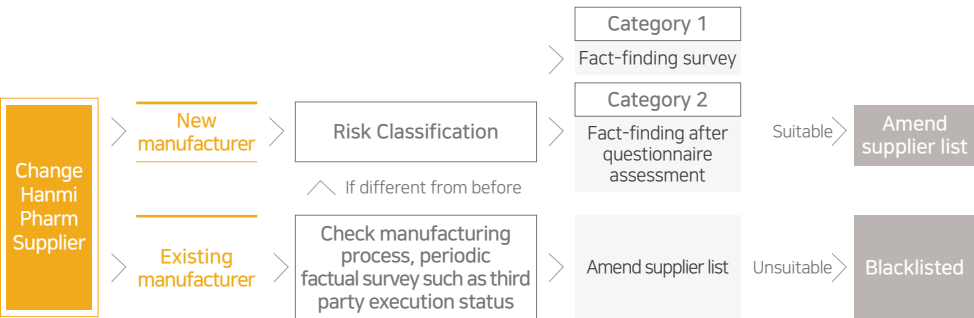 Change
Hanmi
Pharm
Supplier
New
manufacturer
Risk Classification
Category 1
Fact-finding survey
Category 2
Fact-finding after
questionnaire
assessment
Suitable
Amend
supplier list
If different from before
Existing
manufacturer
Check manufacturing
process, periodic
factual survey such as third
party execution status
Amend supplier list
Unsuitable
Blacklisted